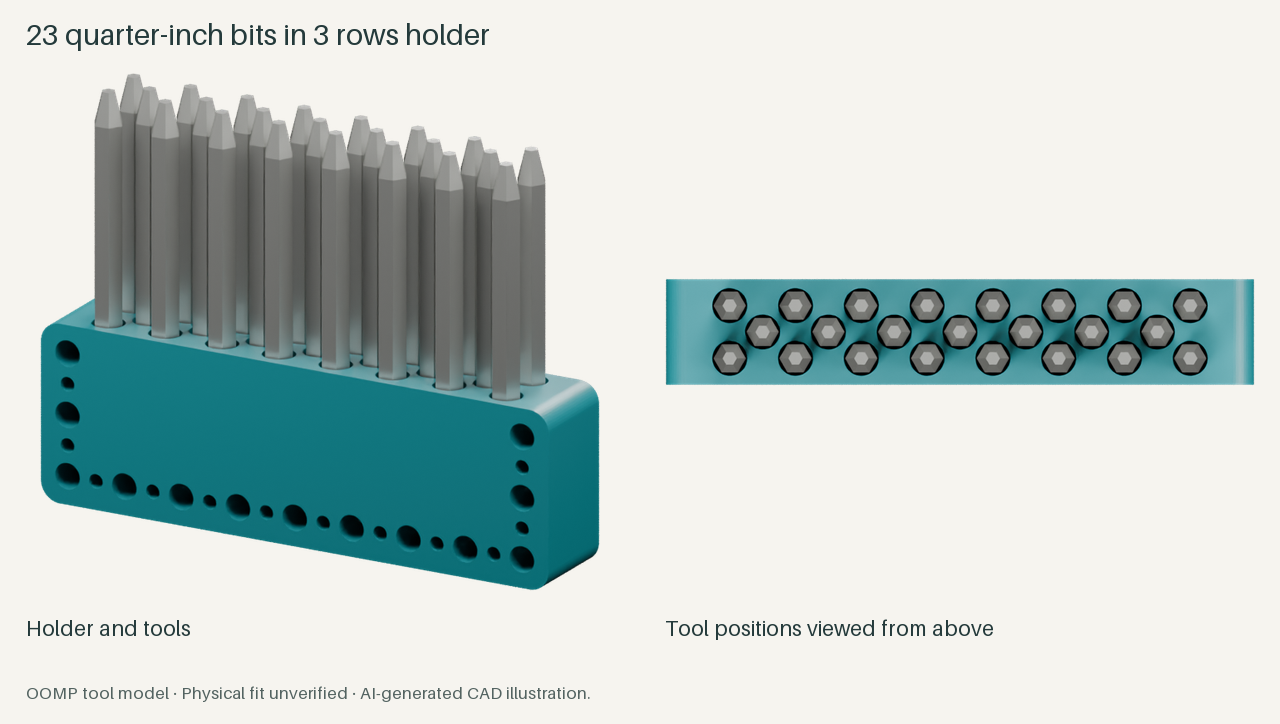 23 quarter-inch bits in 3 rows holder
Holder and tools
Tool positions viewed from above
OOMP tool model · Physical fit unverified · AI-generated CAD illustration.